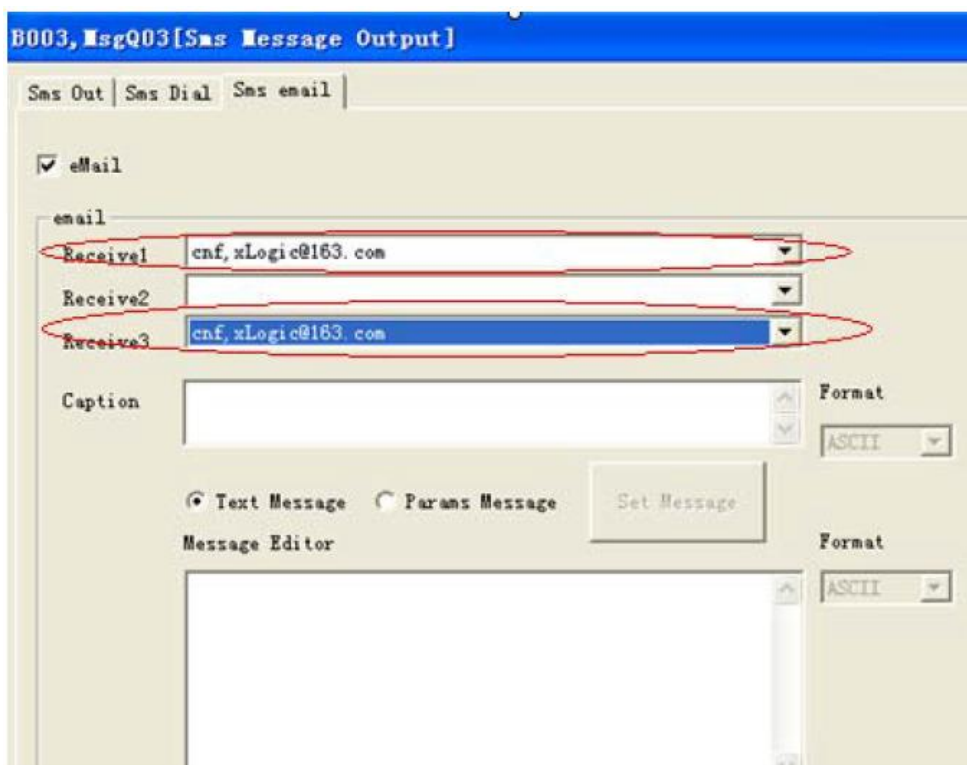 B003,MsgQ03[Sms Message Output]
Sms Out Sms Dial Sms email
eMail
email
Receive1 cnf,xLogic@163.com
Receive2
Receive3 cnf,xLogic@163.com
Caption
Format
ASCII
Text Message Params Message Set Message
Message Editor Format
ASCII